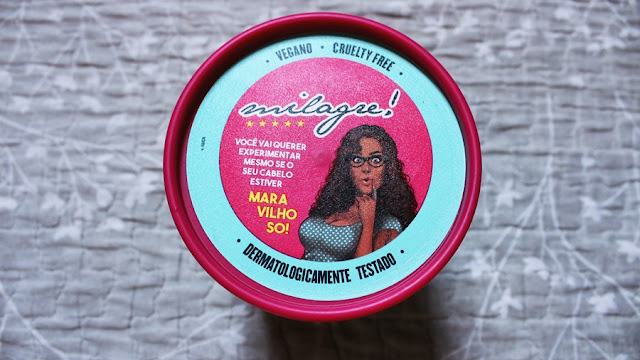 • VEGANO • CRUELTY FREE •
milagre!
VOCÊ VAI QUERER
EXPERIMENTAR
MESMO SE O
SEU CABELO
ESTIVER
MARA
VILHO
SO!
• DERMATOLOGICAMENTE TESTADO •